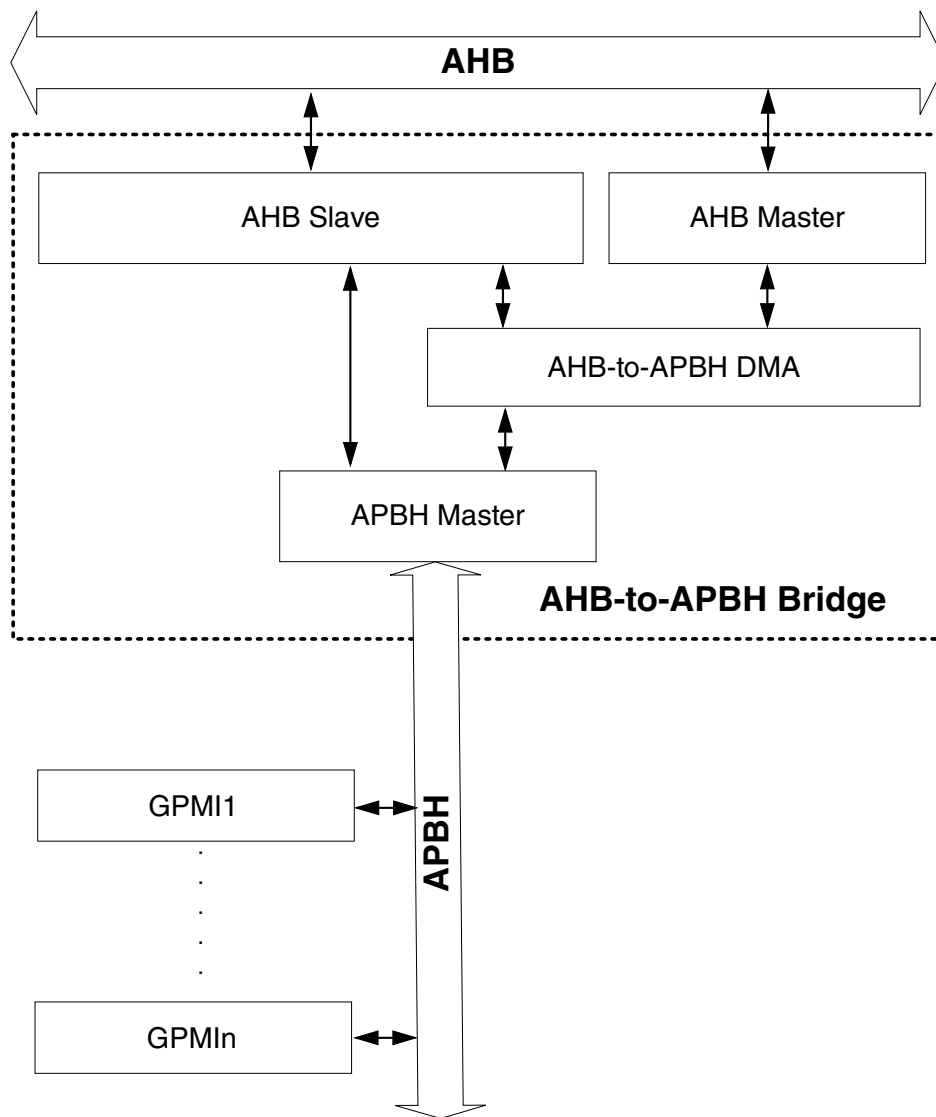 AHB
AHB Slave
AHB Master
AHB-to-APBH DMA
APBH Master
AHB-to-APBH Bridge
GPMI1
APBH
GPMIn